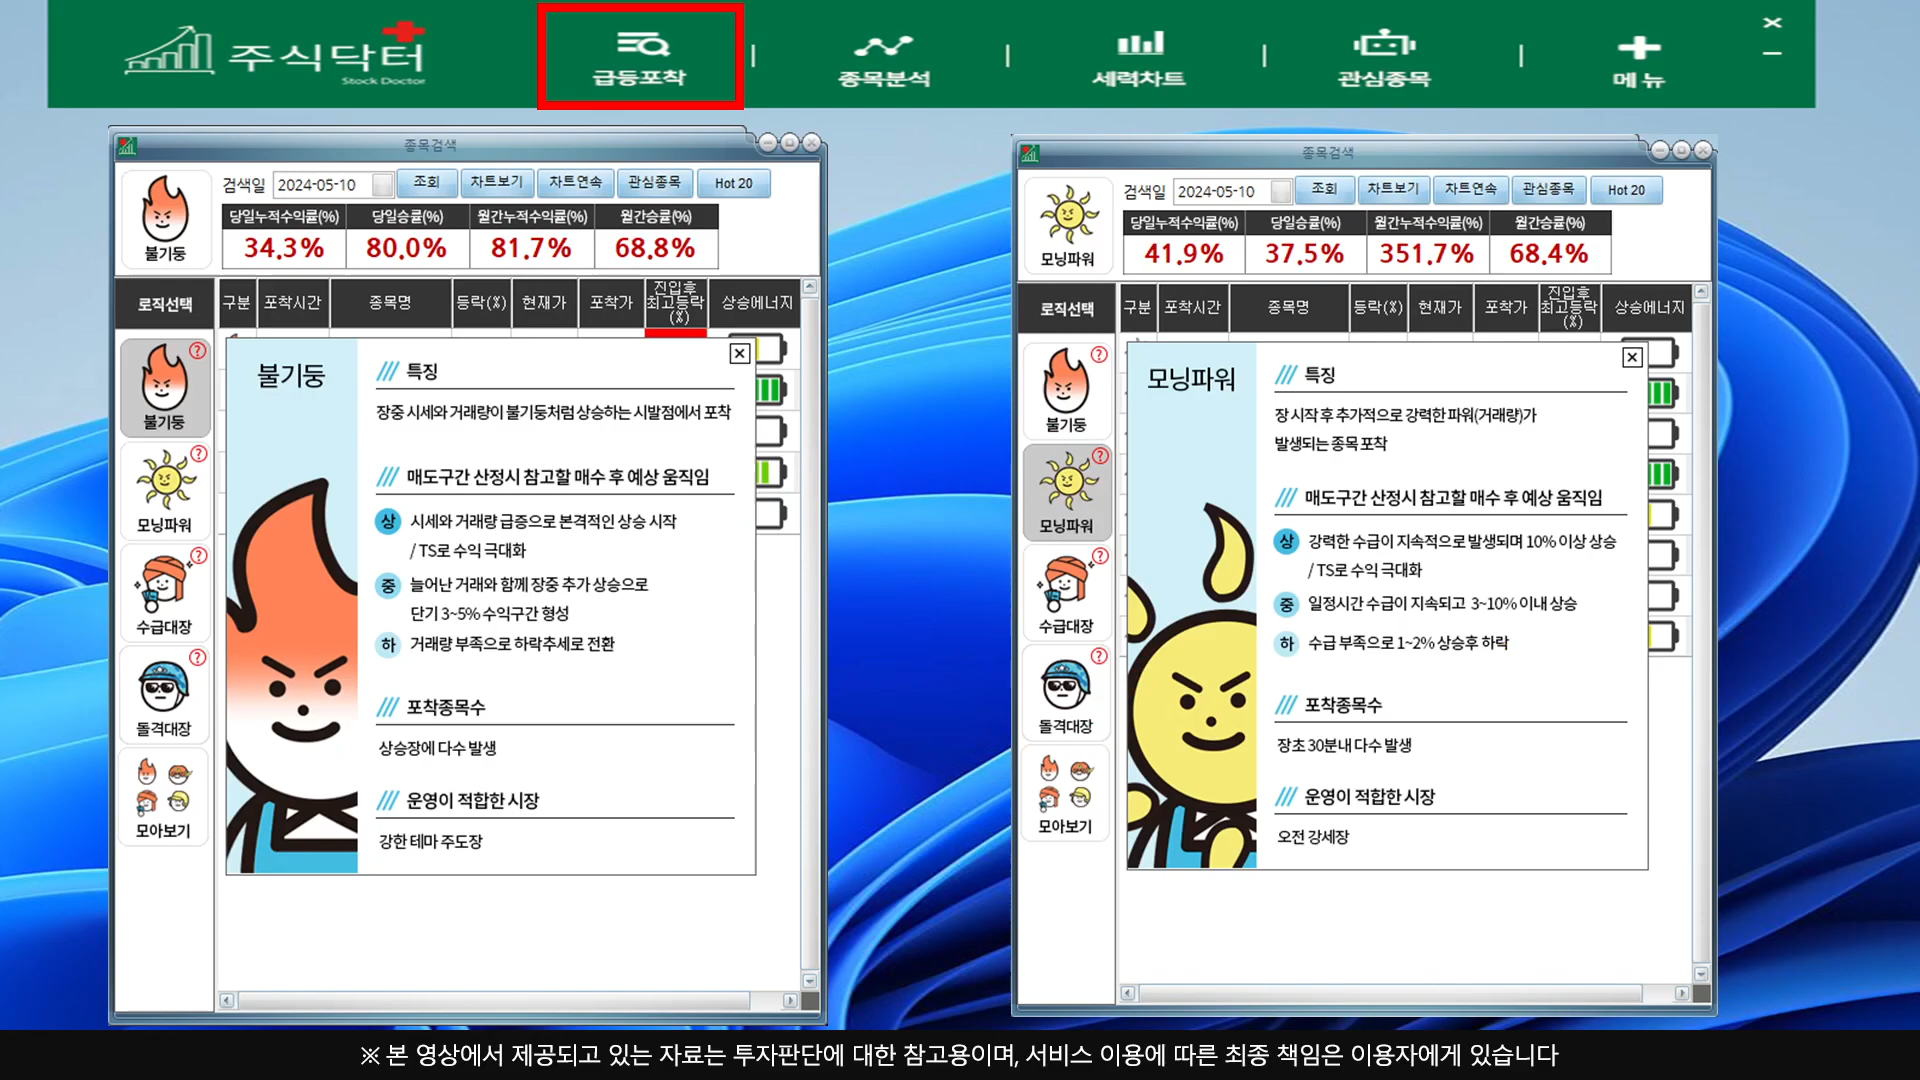 주식닥터
Stock Doctor
급등포착
종목분석
세력차트
관심종목
메뉴
종목검색
불기둥
검색일 2024-05-10 조회 차트보기 차트연속 관심종목 Hot 20
당일누적수익률(%) 당일승률(%) 월간누적수익률(%) 월간승률(%)
34.3% 80.0% 81.7% 68.8%
로직선택
구분 포착시간 종목명 등락(%) 현재가 포착가 진입후 최고등락 (%) 상승에너지
불기둥
모닝파워
수급대장
돌격대장
모아보기
불기둥
/// 특징
장중 시세와 거래량이 불기둥처럼 상승하는 시발점에서 포착
/// 매도구간 산정시 참고할 매수 후 예상 움직임
상 시세와 거래량 급증으로 본격적인 상승 시작
/ TS로 수익 극대화
중 늘어난 거래와 함께 장중 추가 상승으로
단기 3~5% 수익구간 형성
하 거래량 부족으로 하락추세로 전환
/// 포착종목수
상승장에 다수 발생
/// 운영이 적합한 시장
강한 테마 주도장
종목검색
모닝파워
검색일 2024-05-10 조회 차트보기 차트연속 관심종목 Hot 20
당일누적수익률(%) 당일승률(%) 월간누적수익률(%) 월간승률(%)
41.9% 37.5% 351.7% 68.4%
로직선택
구분 포착시간 종목명 등락(%) 현재가 포착가 진입후 최고등락 (%) 상승에너지
불기둥
모닝파워
수급대장
돌격대장
모아보기
모닝파워
/// 특징
장 시작 후 추가적으로 강력한 파워(거래량)가
발생되는 종목 포착
/// 매도구간 산정시 참고할 매수 후 예상 움직임
상 강력한 수급이 지속적으로 발생되며 10% 이상 상승
/ TS로 수익 극대화
중 일정시간 수급이 지속되고 3~10% 이내 상승
하 수급 부족으로 1~2% 상승후 하락
/// 포착종목수
장초 30분내 다수 발생
/// 운영이 적합한 시장
오전 강세장
※ 본 영상에서 제공되고 있는 자료는 투자판단에 대한 참고용이며, 서비스 이용에 따른 최종 책임은 이용자에게 있습니다